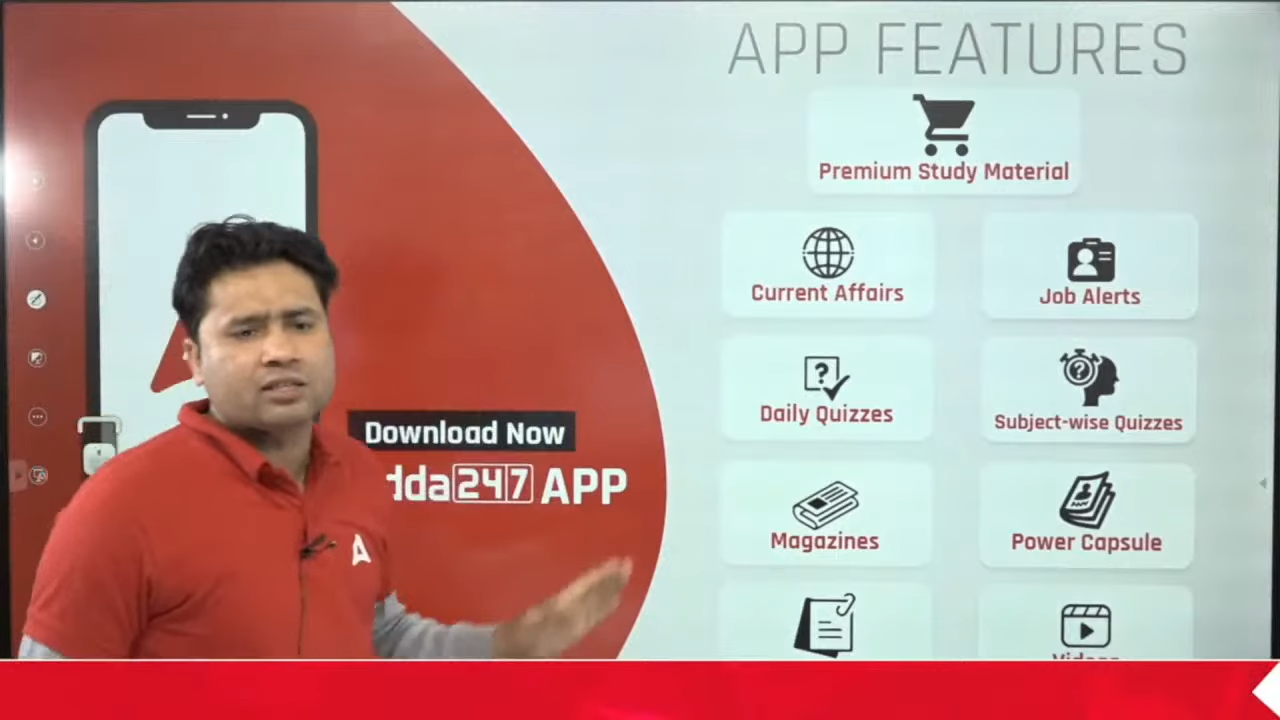 APP FEATURES
Premium Study Material
Current Affairs
Job Alerts
Daily Quizzes
Subject-wise Quizzes
Download Now
dda247 APP
Magazines
Power Capsule